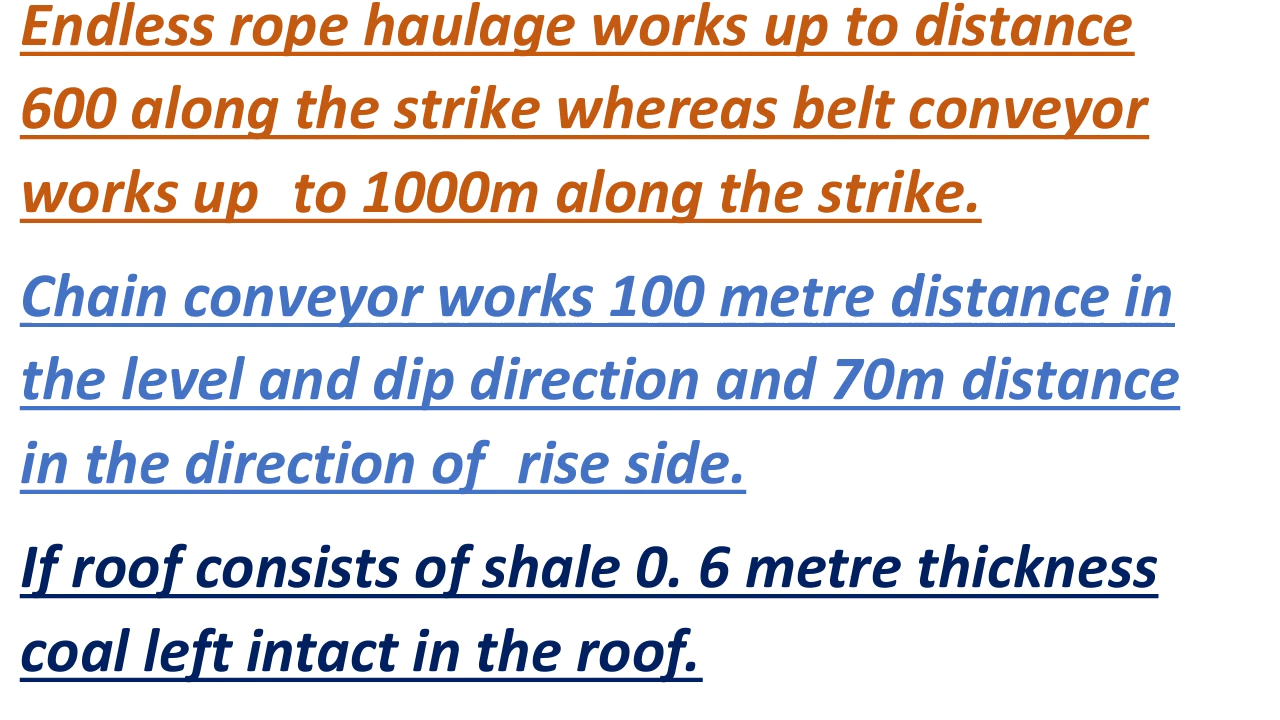 Endless rope haulage works up to distance
600 along the strike whereas belt conveyor
works up  to 1000m along the strike.
Chain conveyor works 100 metre distance in
the level and dip direction and 70m distance
in the direction of  rise side.
If roof consists of shale 0. 6 metre thickness
coal left intact in the roof.